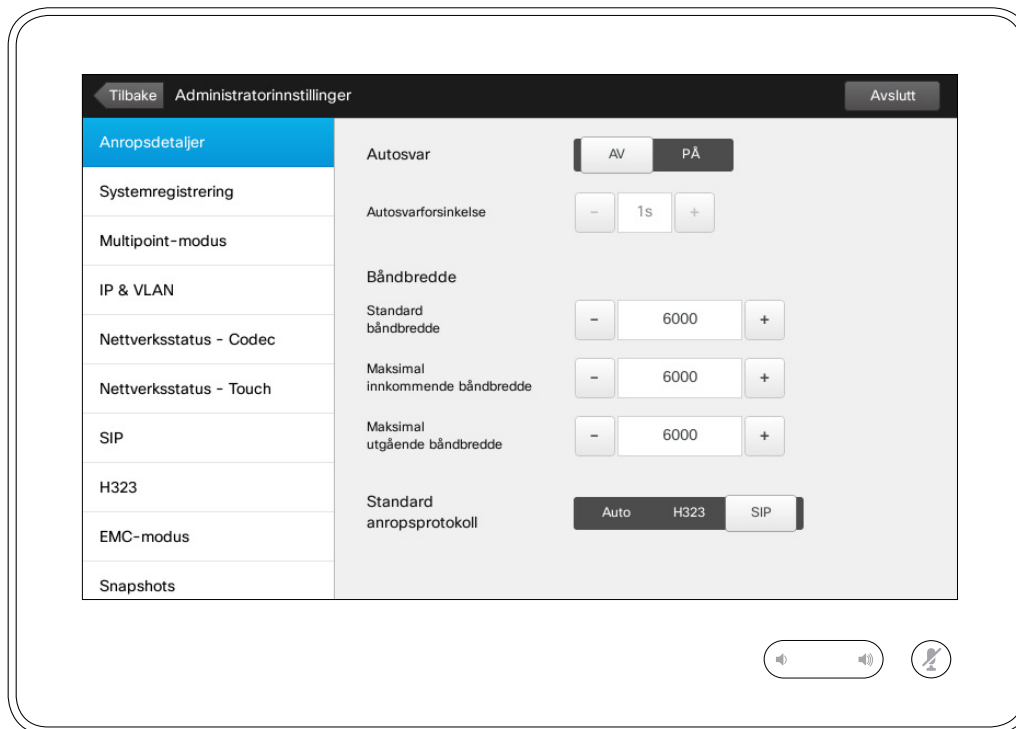 Tilbake Administratorinnstillinger Avslutt
Anropsdetaljer
Systemregistrering
Multipoint-modus
IP & VLAN
Nettverksstatus - Codec
Nettverksstatus - Touch
SIP
H323
EMC-modus
Snapshots
Autosvar AV PÅ
Autosvarforsinkelse - 1s +
Båndbredde
Standard
båndbredde - 6000 +
Maksimal
innkommende båndbredde - 6000 +
Maksimal
utgående båndbredde - 6000 +
Standard
anropsprotokoll Auto H323 SIP